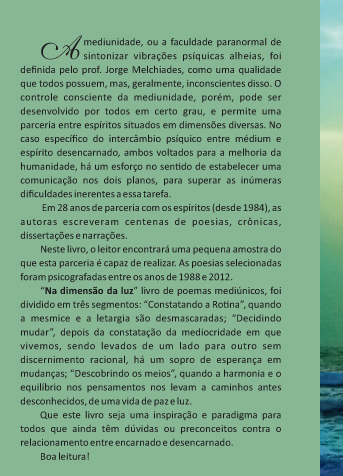 A mediunidade, ou a faculdade paranormal de
sintonizar vibrações psíquicas alheias, foi
definida pelo prof. Jorge Melchiades, como uma qualidade
que todos possuem, mas, geralmente, inconscientes disso. O
controle consciente da mediunidade, porém, pode ser
desenvolvido por todos em certo grau, e permite uma
parceria entre espíritos situados em dimensões diversas. No
caso específico do intercâmbio psíquico entre médium e
espírito desencarnado, ambos voltados para a melhoria da
humanidade, há um esforço no sentido de estabelecer uma
comunicação nos dois planos, para superar as inúmeras
dificuldades inerentes a essa tarefa.
Em 28 anos de parceria com os espíritos (desde 1984), as
autoras escreveram centenas de poesias, crônicas,
dissertações e narrações.
Neste livro, o leitor encontrará uma pequena amostra do
que esta parceria é capaz de realizar. As poesias selecionadas
foram psicografadas entre os anos de 1988 e 2012.
"Na dimensão da luz" livro de poemas mediúnicos, foi
dividido em três segmentos: "Constatando a Rotina", quando
a mesmice e a letargia são desmascaradas; "Decidindo
mudar", depois da constatação da mediocridade em que
vivemos, sendo levados de um lado para outro sem
discernimento racional, há um sopro de esperança em
mudanças; "Descobrindo os meios", quando a harmonia e o
equilíbrio nos pensamentos nos levam a caminhos antes
desconhecidos, de uma vida de paz e luz.
Que este livro seja uma inspiração e paradigma para
todos que ainda têm dúvidas ou preconceitos contra o
relacionamento entre encarnado e desencarnado.
Boa leitura!